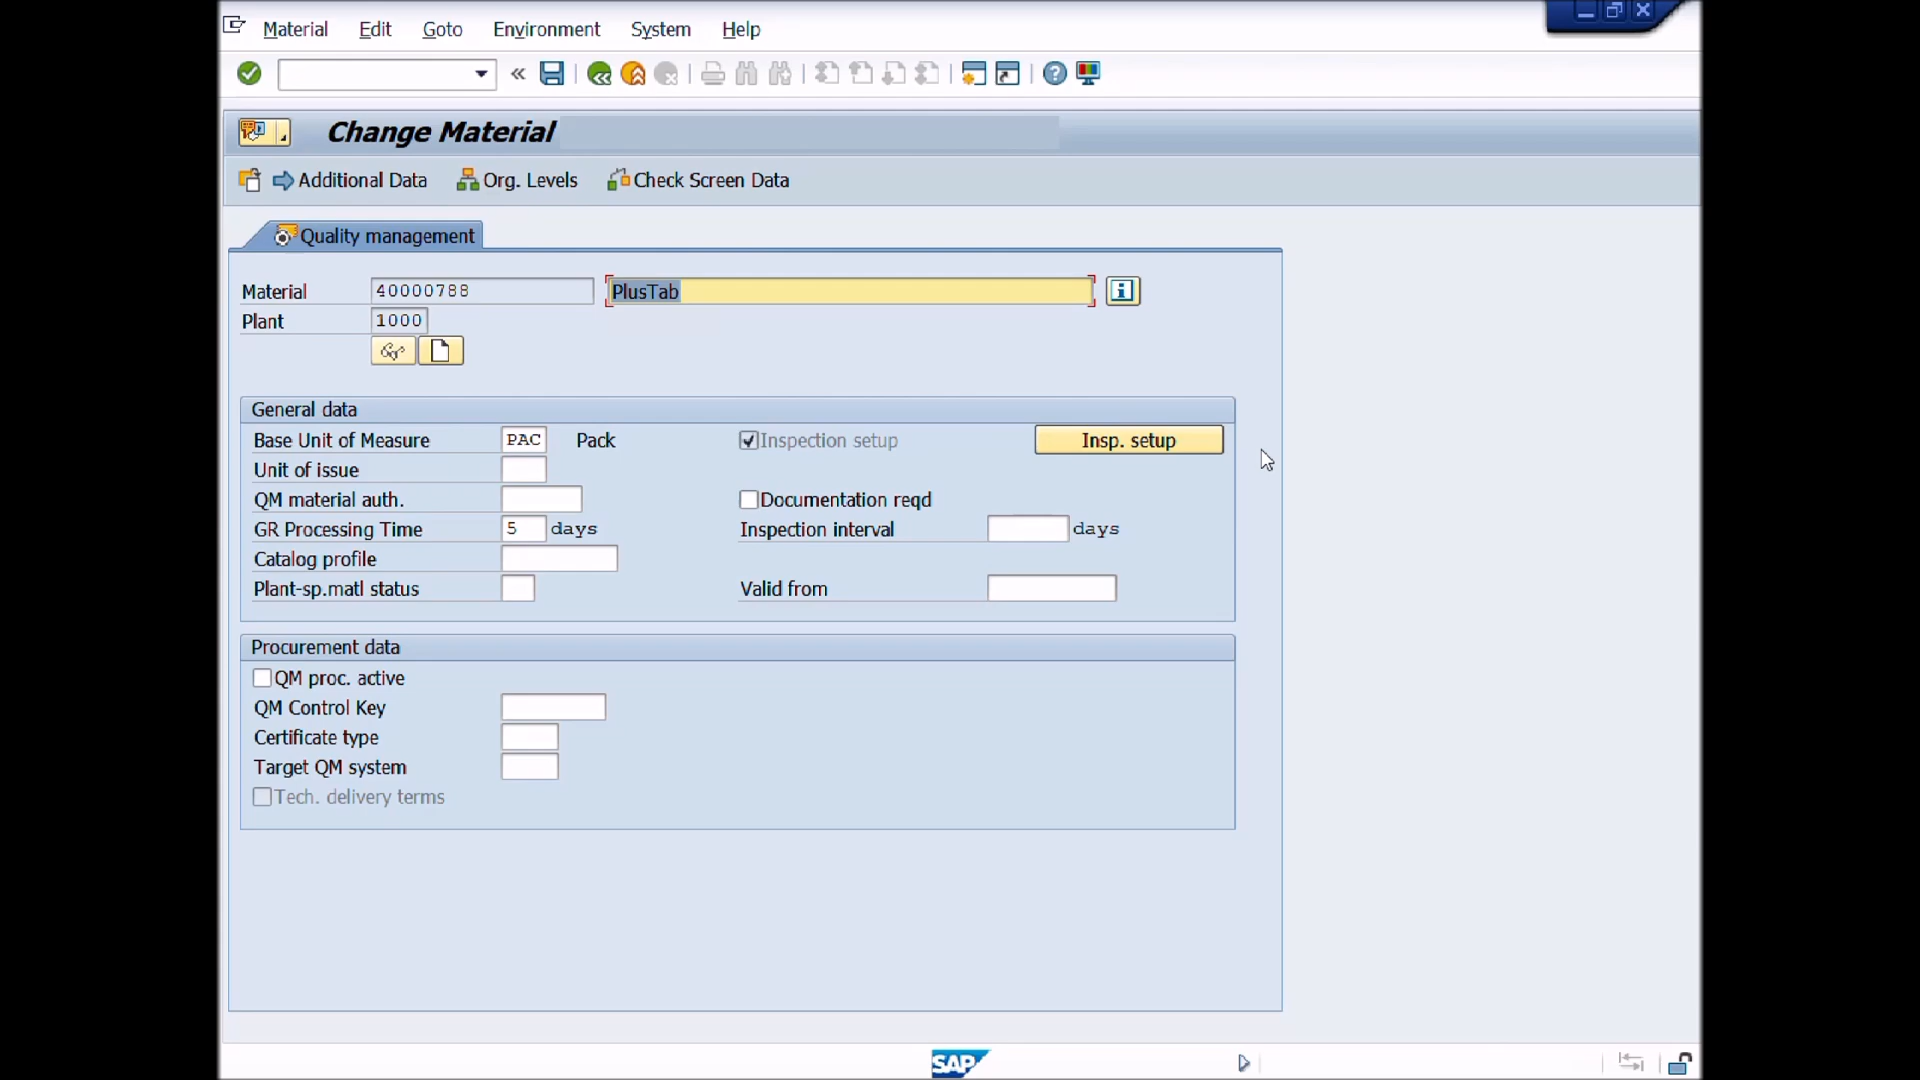 Material Edit Goto Environment System Help
Change Material
Additional Data Org. Levels Check Screen Data
Quality management
Material 40000788 PlusTab
Plant 1000
General data
Base Unit of Measure PAC Pack Inspection setup Insp. setup
Unit of issue
QM material auth. Documentation reqd
GR Processing Time 5 days Inspection interval days
Catalog profile
Plant-sp.matl status Valid from
Procurement data
QM proc. active
QM Control Key
Certificate type
Target QM system
Tech. delivery terms
SAP